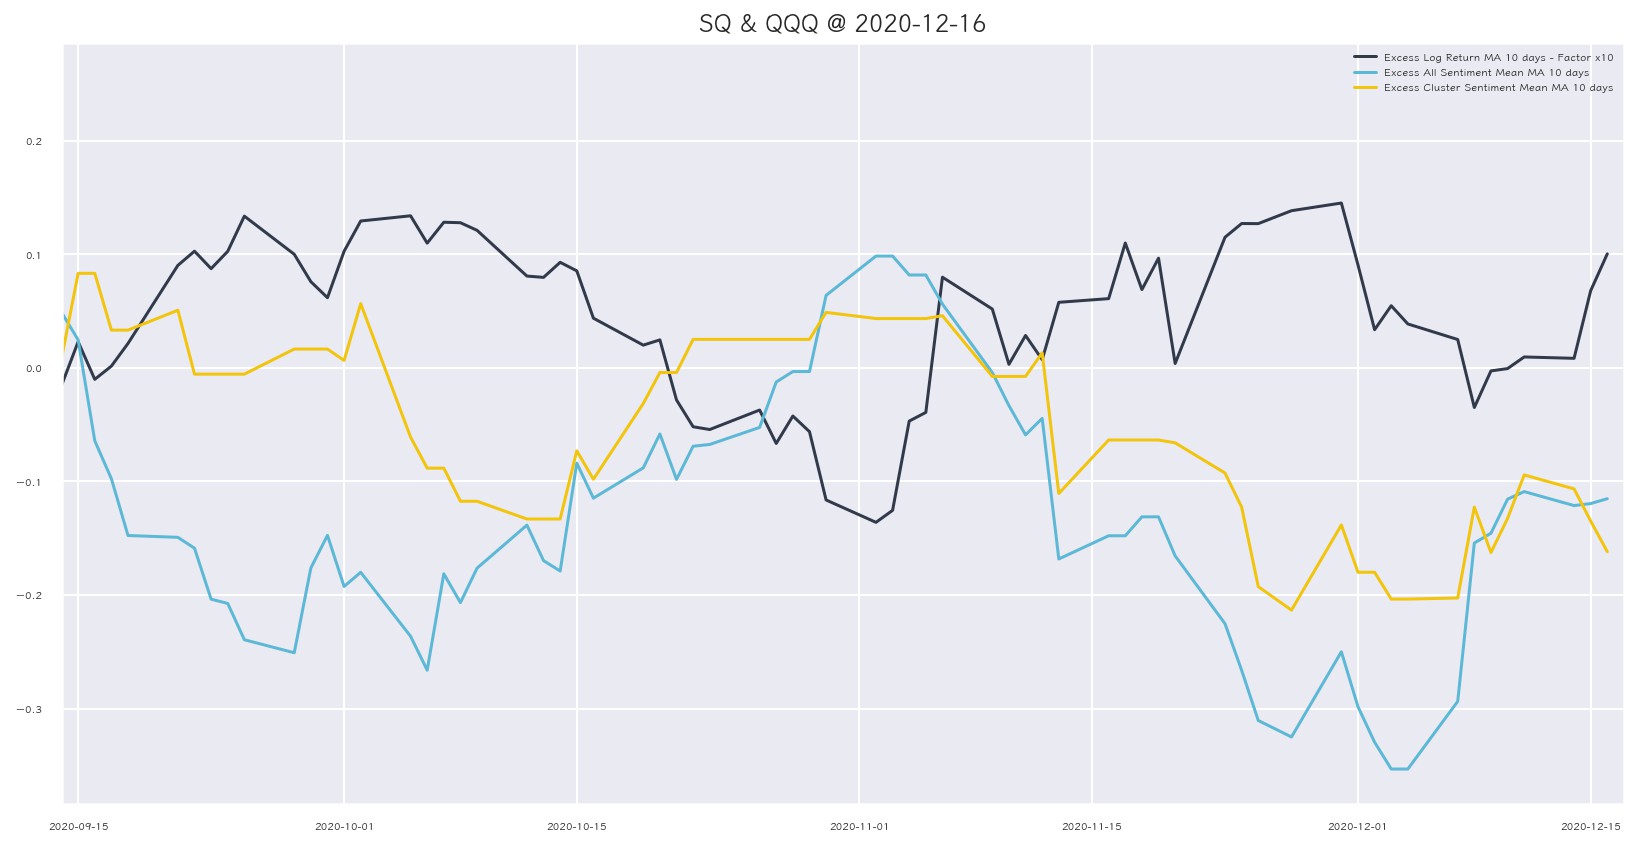 SQ & QQQ @ 2020-12-16
Excess Log Return MA 10 days - Factor x10
Excess All Sentiment Mean MA 10 days
Excess Cluster Sentiment Mean MA 10 days
0.2
0.1
0.0
−0.1
−0.2
−0.3
2020-09-15 2020-10-01 2020-10-15 2020-11-01 2020-11-15 2020-12-01 2020-12-15